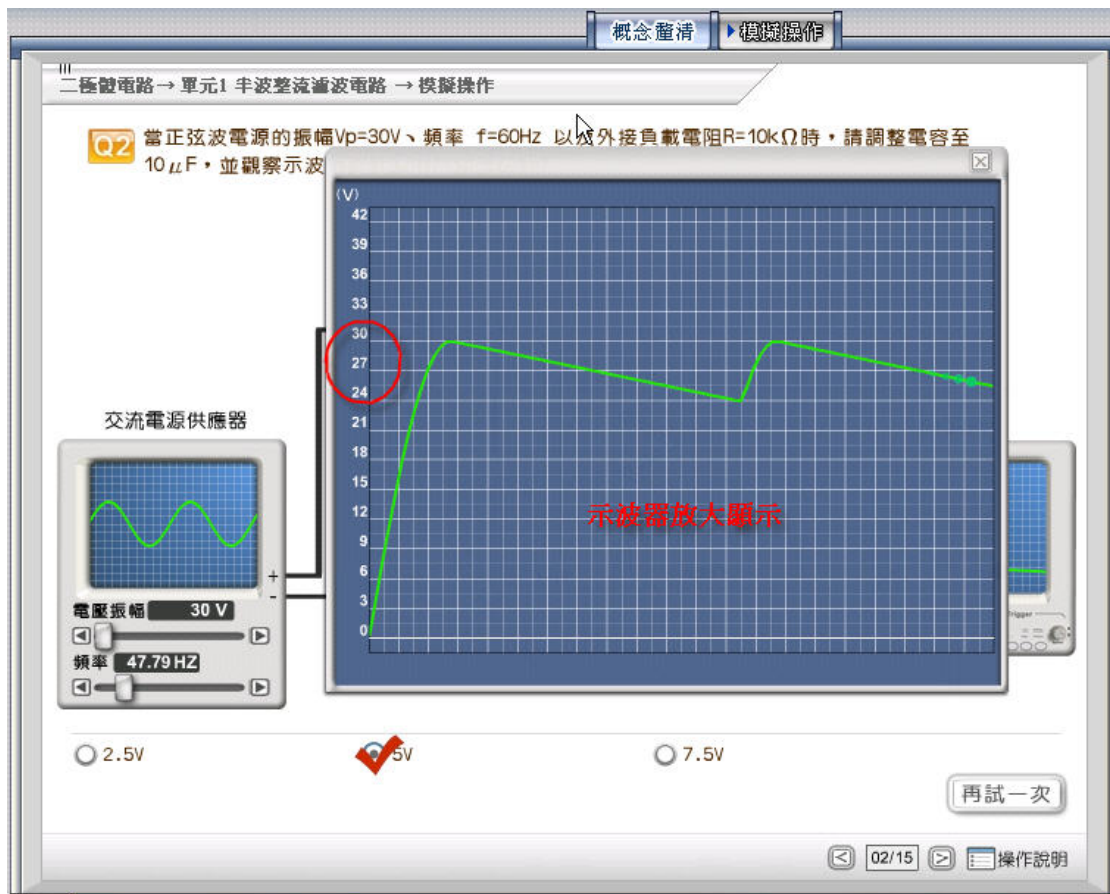 概念釐清
模擬操作
二極體電路→ 單元1 半波整流濾波電路 → 模擬操作
Q2
當正弦波電源的振幅Vp=30V、頻率 f=60Hz 以及外接負載電阻R=10kΩ時，請調整電容至
10μF，並觀察示波
(V)
42
39
36
33
30
27
24
21
18
15
12
9
6
3
0
示波器放大顯示
交流電源供應器
+
-
電壓振幅 30 V
頻率 47.79 HZ
Trigger
2.5V
5V
7.5V
再試一次
02/15
操作說明